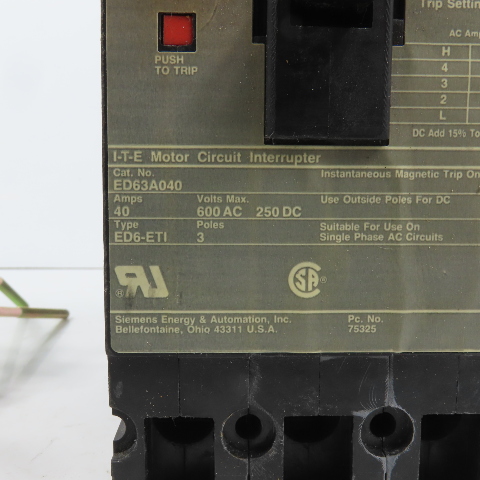 Trip Settin
AC Amp
PUSH
TO TRIP
H
4
3
2
L
DC Add 15% To
I-T-E Motor Circuit Interrupter
Cat. No.
ED63A040
Instantaneous Magnetic Trip On
Amps
40
Volts Max.
600 AC 250 DC
Use Outside Poles For DC
Type
ED6-ETI
Poles
3
Suitable For Use On
Single Phase AC Circuits
Siemens Energy & Automation, Inc.
Bellefontaine, Ohio 43311 U.S.A.
Pc. No.
75325